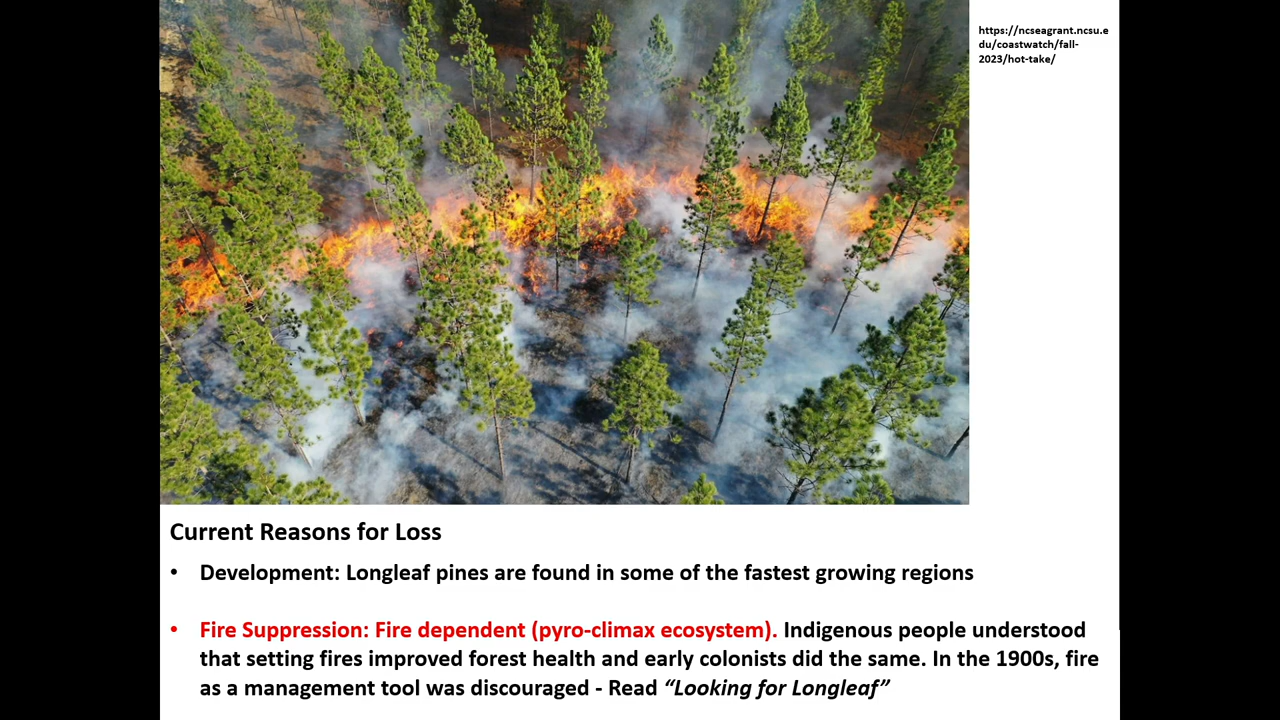 https://ncseagrant.ncsu.e
du/coastwatch/fall-
2023/hot-take/
Current Reasons for Loss
• Development: Longleaf pines are found in some of the fastest growing regions
• Fire Suppression: Fire dependent (pyro-climax ecosystem). Indigenous people understood
that setting fires improved forest health and early colonists did the same. In the 1900s, fire
as a management tool was discouraged - Read “Looking for Longleaf”